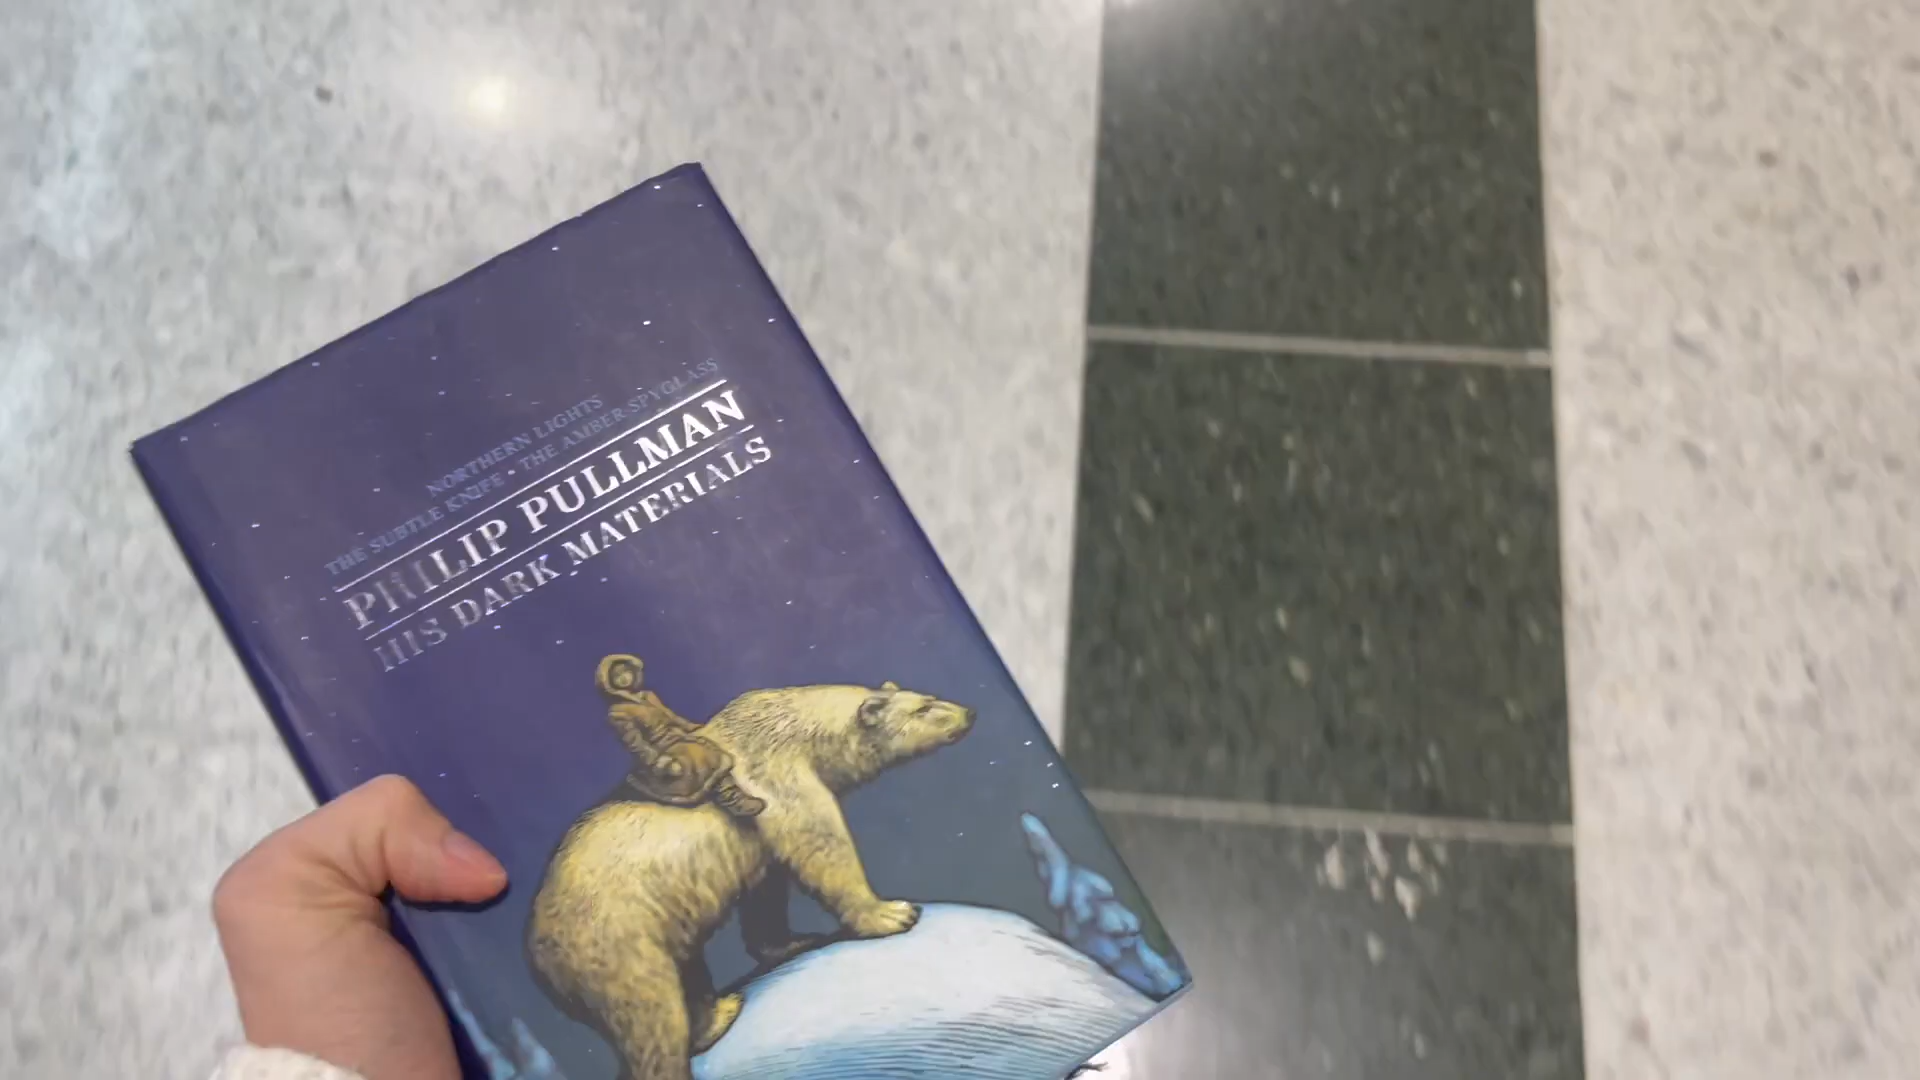 NORTHERN LIGHTS
THE SUBTLE KNIFE • THE AMBER SPYGLASS
PHILIP PULLMAN
HIS DARK MATERIALS